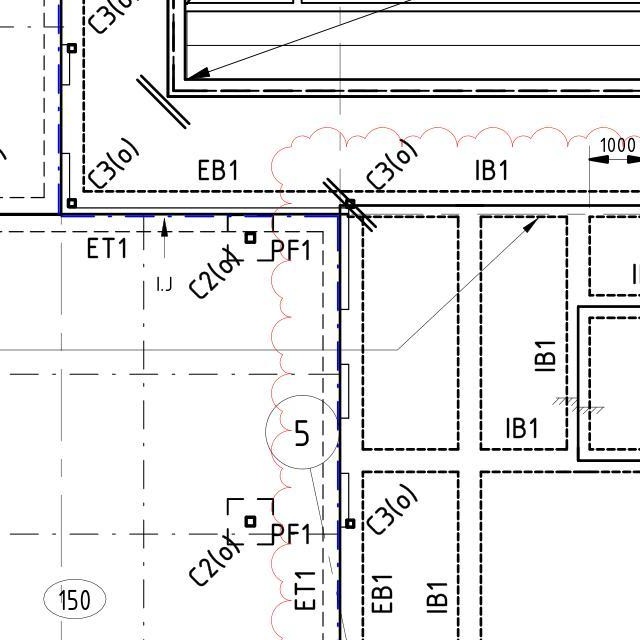 C3(o)
C3(o)
C3(o)
1000
EB1
IB1
ET1
I.J
C2(o)
PF1
IB1
IB1
5
C3(o)
PF1
C2(o)
ET1
EB1
IB1
150